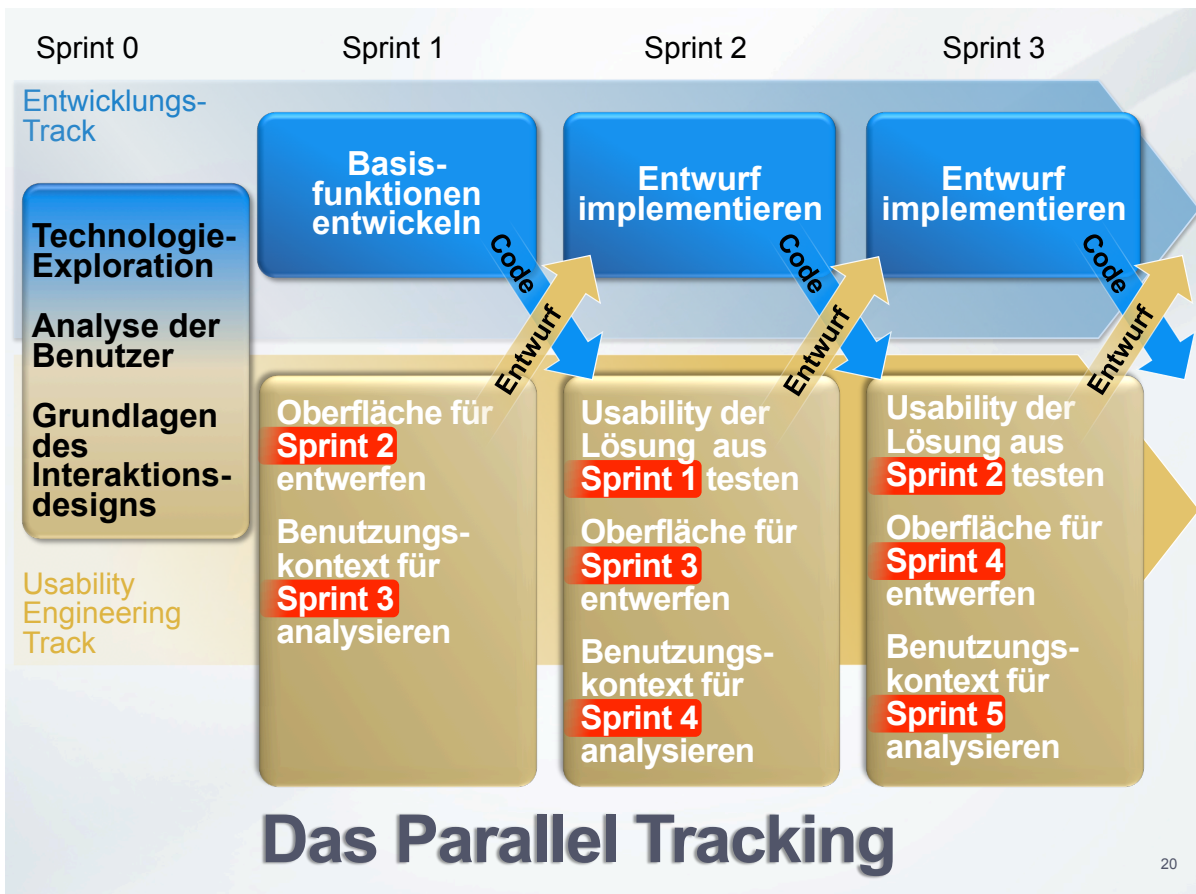 Sprint 0
Sprint 1
Sprint 2
Sprint 3
Entwicklungs-
Track
Technologie-
Exploration
Analyse der
Benutzer
Grundlagen
des
Interaktions-
designs
Usability
Engineering
Track
Basis-
funktionen
entwickeln
Code
Entwurf
Oberfläche für
Sprint 2
entwerfen
Benutzungs-
kontext für
Sprint 3
analysieren
Entwurf
implementieren
Code
Entwurf
Usability der
Lösung aus
Sprint 1 testen
Oberfläche für
Sprint 3
entwerfen
Benutzungs-
kontext für
Sprint 4
analysieren
Entwurf
implementieren
Code
Entwurf
Usability der
Lösung aus
Sprint 2 testen
Oberfläche für
Sprint 4
entwerfen
Benutzungs-
kontext für
Sprint 5
analysieren
Das Parallel Tracking
20